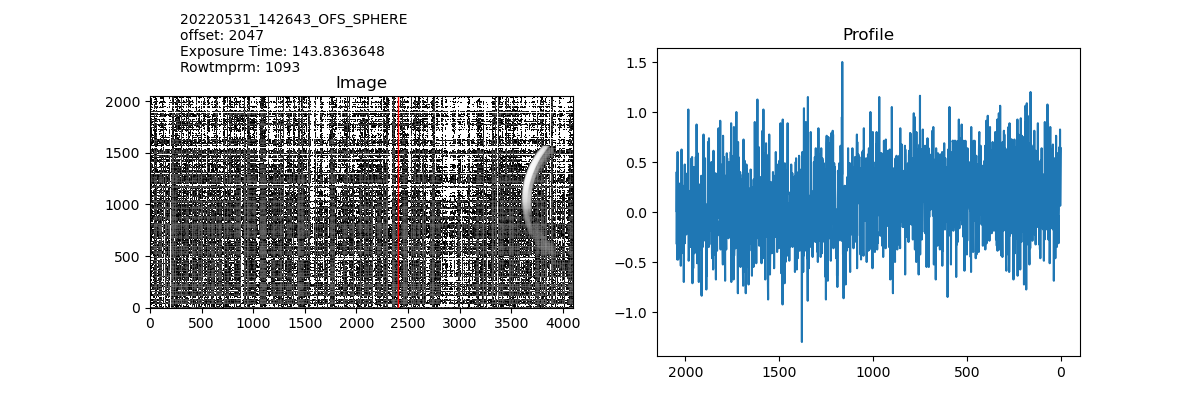 20220531_142643_OFS_SPHERE
offset: 2047
Exposure Time: 143.8363648
Rowtmprm: 1093
Image
2000
1500
1000
500
0
0 500 1000 1500 2000 2500 3000 3500 4000
Profile
1.5
1.0
0.5
0.0
−0.5
−1.0
2000 1500 1000 500 0